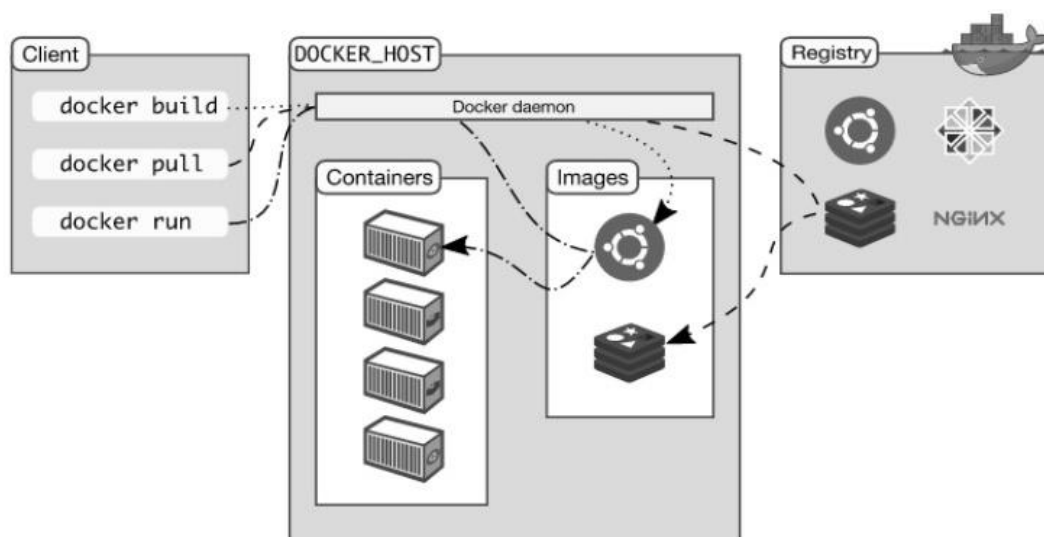 Client
docker build
docker pull
docker run
DOCKER_HOST
Docker daemon
Containers
Images
Registry
NGiNX